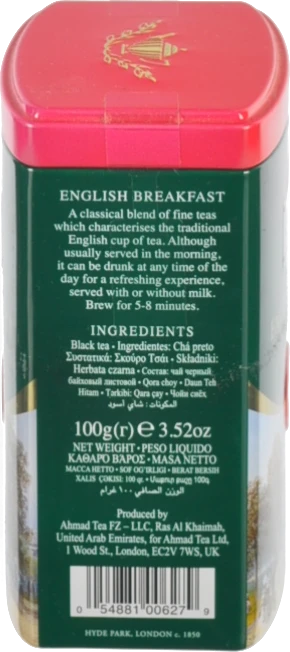 ENGLISH BREAKFAST
A classical blend of fine teas
which characterises the traditional
English cup of tea. Although
usually served in the morning,
it can be drunk at any time of the
day for a refreshing experience,
served with or without milk.
Brew for 5-8 minutes.
INGREDIENTS
Black tea • Ingredientes: Chá preto
Συστατικά: Σκούρο Τσάι • Składniki:
Herbata czarna • Состав: чай черный
байховый листовой • Qora choy • Daun Teh
Hitam • Tarkibi: Qara çay • Чойи сиёх
المكونات: شاي أسود
100g(r) e 3.52oz
NET WEIGHT • PESO LIQUIDO
ΚΑΘΑΡΟ ΒΑΡΟΣ • MASA NETTO
МАССА НЕТТО • SOF OG'IRLIGI • BERAT BERSIH
XALIS ÇOKISI: 100 qr. • Մաքուր քաշը 100գ
الوزن الصافي ١٠٠ غرام
Produced by
Ahmad Tea FZ – LLC, Ras Al Khaimah,
United Arab Emirates, for Ahmad Tea Ltd,
1 Wood St., London, EC2V 7WS, UK
0 54881 00627 9
HYDE PARK, LONDON c. 1850